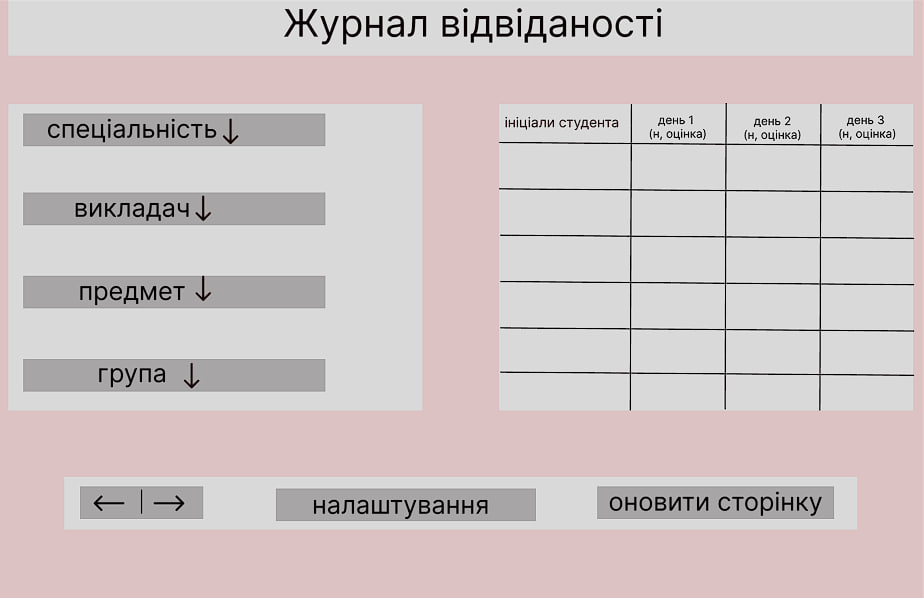 Журнал відвіданості
спеціальність↓
викладач↓
предмет ↓
група ↓
ініціали студента
день 1
(н, оцінка)
день 2
(н, оцінка)
день 3
(н, оцінка)
← | →
налаштування
оновити сторінку